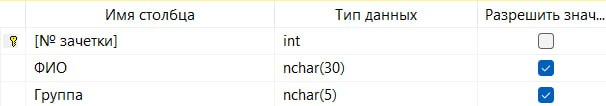 Имя столбца Тип данных Разрешить знач...
[№ зачетки] int
ФИО nchar(30)
Группа nchar(5)